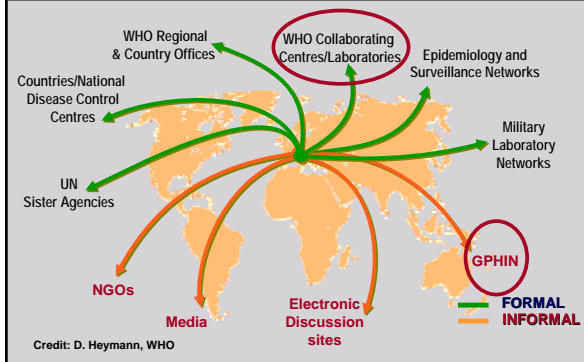 WHO Regional
& Country Offices
WHO Collaborating
Centres/Laboratories
Epidemiology and
Surveillance Networks
Countries/National
Disease Control
Centres
Military
Laboratory
Networks
UN
Sister Agencies
GPHIN
NGOs
Media
Electronic
Discussion
sites
FORMAL
INFORMAL
Credit: D. Heymann, WHO